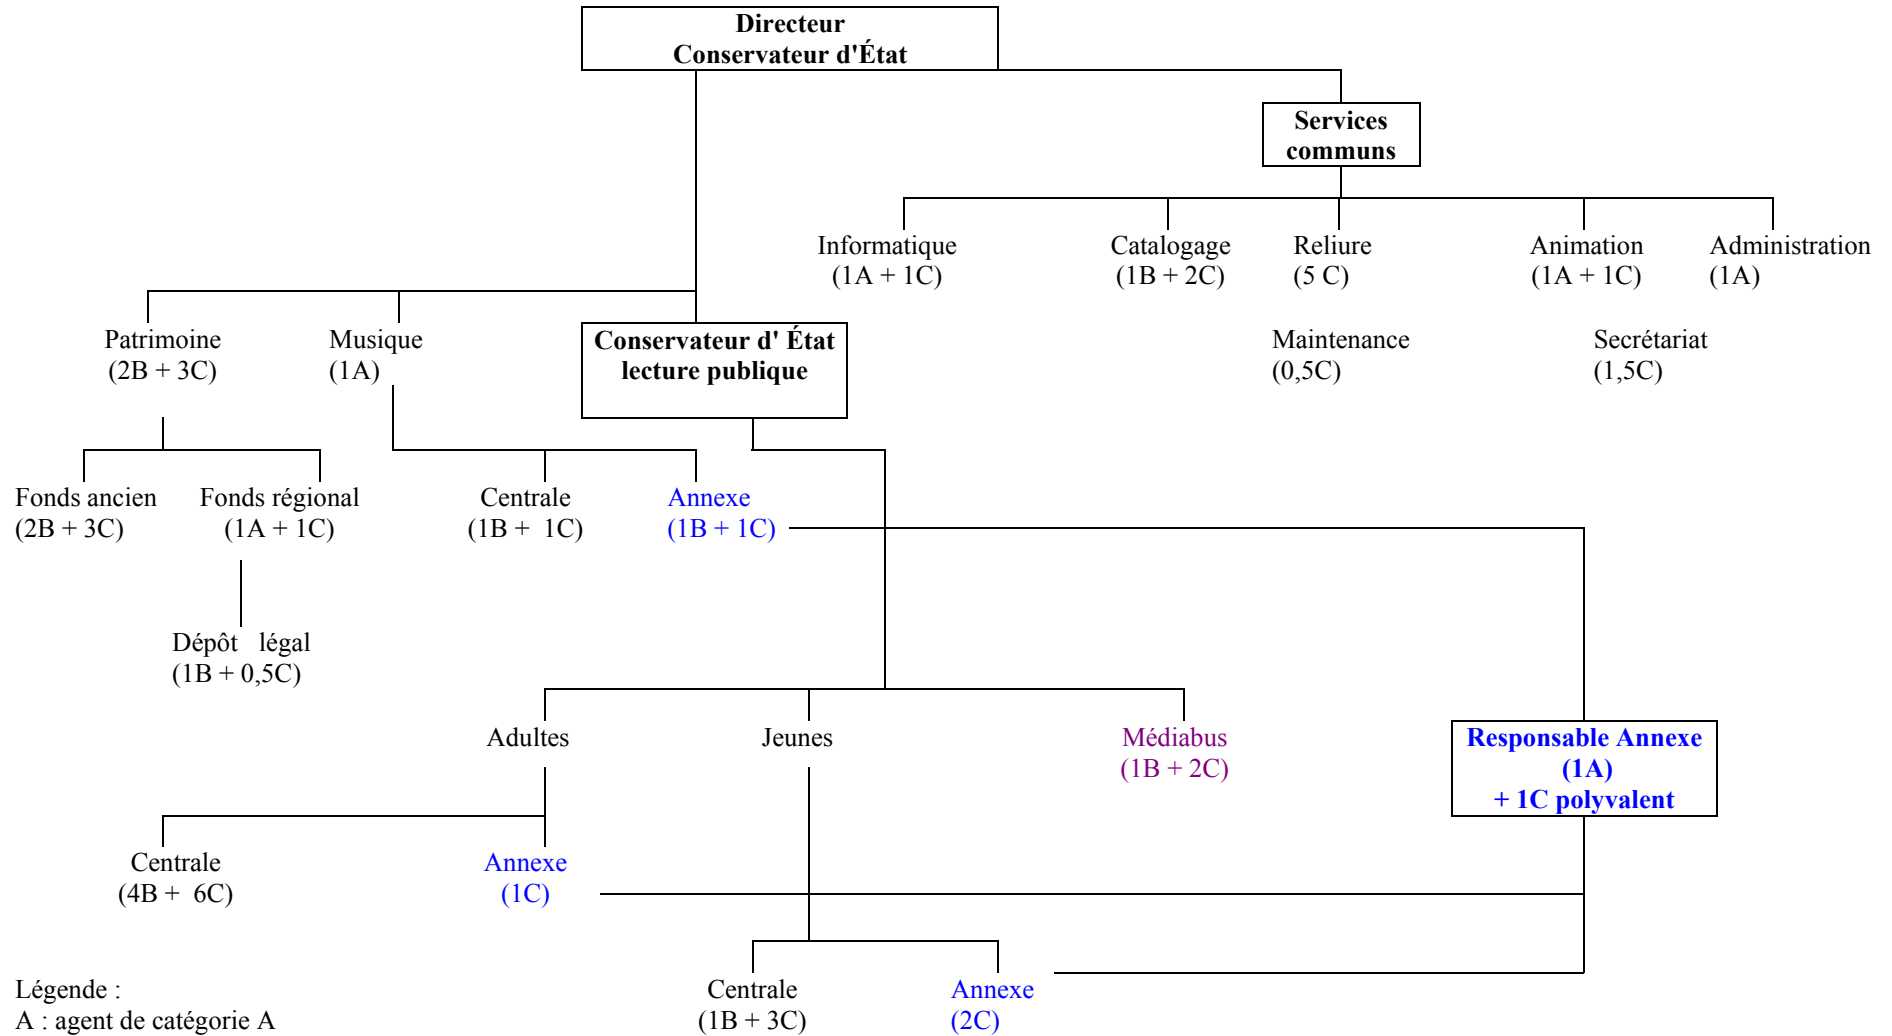 Directeur
Conservateur d'État
Services
communs
Informatique
(1A + 1C)
Catalogage
(1B + 2C)
Reliure
(5 C)
Animation
(1A + 1C)
Administration
(1A)
Maintenance
(0,5C)
Secrétariat
(1,5C)
Patrimoine
(2B + 3C)
Musique
(1A)
Conservateur d' État
lecture publique
Fonds ancien
(2B + 3C)
Fonds régional
(1A + 1C)
Centrale
(1B + 1C)
Annexe
(1B + 1C)
Dépôt légal
(1B + 0,5C)
Adultes
Jeunes
Médiabus
(1B + 2C)
Responsable Annexe
(1A)
+ 1C polyvalent
Centrale
(4B + 6C)
Annexe
(1C)
Centrale
(1B + 3C)
Annexe
(2C)
Légende :
A : agent de catégorie A